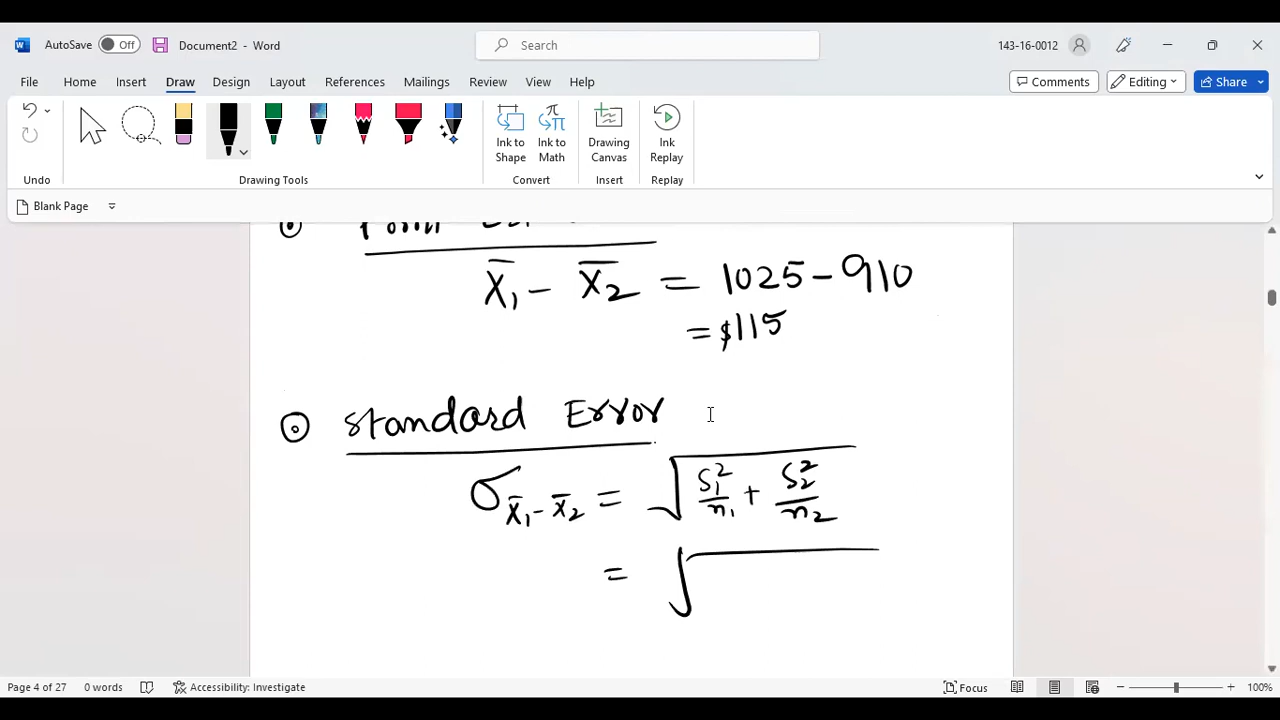 AutoSave Off Document2 - Word Search 143-16-0012
File Home Insert Draw Design Layout References Mailings Review View Help Comments Editing Share
Ink to Shape Ink to Math Drawing Canvas Ink Replay
Undo Drawing Tools Convert Insert Replay
Blank Page
X̄₁ - X̄₂ = 1025 - 910
= $115
Standard Error
σ x̄₁ - x̄₂ = √ S₁²/n₁ + S₂²/n₂
= √
Page 4 of 27 0 words Accessibility: Investigate Focus 100%